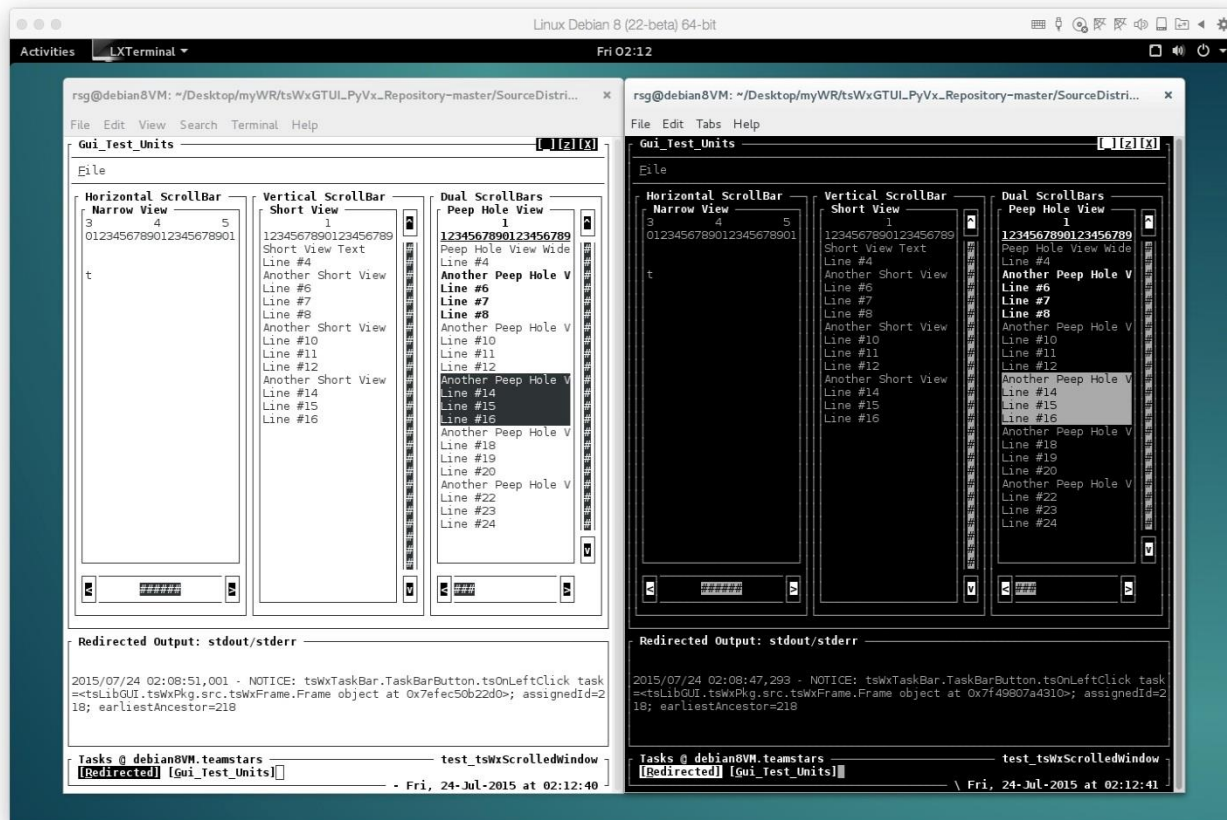 Linux Debian 8 (22-beta) 64-bit
Activities LXTerminal Fri 02:12
rsg@debian8VM: ~/Desktop/myWR/tsWxGTUI_PyVx_Repository-master/SourceDistri... ×
File Edit View Search Terminal Help
Gui_Test_Units [_][Z][X]
File
Horizontal ScrollBar Vertical ScrollBar Dual ScrollBars
Narrow View Short View Peep Hole View
3 4 5 1 ^ 1 ^
012345678901234567 8901 1234567890123456789 1234567890123456789
Short View Text # Peep Hole View Wide #
Line #4 # Line #4 #
t Another Short View # Another Peep Hole V #
Line #6 # Line #6 #
Line #7 # Line #7 #
Line #8 # Line #8 #
Another Short View # Another Peep Hole V #
Line #10 # Line #10 #
Line #11 # Line #11 #
Line #12 # Line #12 #
Another Short View # Another Peep Hole V #
Line #14 # Line #14 #
Line #15 # Line #15 #
Line #16 # Line #16 #
# Another Peep Hole V #
# Line #18 #
# Line #19 #
# Line #20 #
# Another Peep Hole V #
# Line #22 #
# Line #23 #
# Line #24 #
v
< ###### > v < ### >
Redirected Output: stdout/stderr
2015/07/24 02:08:51,001 - NOTICE: tsWxTaskBar.TaskBarButton.tsOnLeftClick task
=<tsLibGUI.tsWxPkg.src.tsWxFrame.Frame object at 0x7efec50b22d0>; assignedId=2
18; earliestAncestor=218
Tasks @ debian8VM.teamstars test_tsWxScrolledWindow
[Redirected] [Gui_Test_Units]
- Fri, 24-Jul-2015 at 02:12:40
rsg@debian8VM: ~/Desktop/myWR/tsWxGTUI_PyVx_Repository-master/SourceDistri... ×
File Edit Tabs Help
Gui_Test_Units [_][Z][X]
File
Horizontal ScrollBar Vertical ScrollBar Dual ScrollBars
Narrow View Short View Peep Hole View
3 4 5 1 ^ 1 ^
0123456789012345678901 1234567890123456789 1234567890123456789
Short View Text # Peep Hole View Wide #
Line #4 # Line #4 #
t Another Short View # Another Peep Hole V #
Line #6 # Line #6 #
Line #7 # Line #7 #
Line #8 # Line #8 #
Another Short View # Another Peep Hole V #
Line #10 # Line #10 #
Line #11 # Line #11 #
Line #12 # Line #12 #
Another Short View # Another Peep Hole V #
Line #14 # Line #14 #
Line #15 # Line #15 #
Line #16 # Line #16 #
# Another Peep Hole V #
# Line #18 #
# Line #19 #
# Line #20 #
# Another Peep Hole V #
# Line #22 #
# Line #23 #
# Line #24 #
v
< ###### > v < ### >
Redirected Output: stdout/stderr
2015/07/24 02:08:47,293 - NOTICE: tsWxTaskBar.TaskBarButton.tsOnLeftClick task
=<tsLibGUI.tsWxPkg.src.tsWxFrame.Frame object at 0x7f49807a4310>; assignedId=2
18; earliestAncestor=218
Tasks @ debian8VM.teamstars test_tsWxScrolledWindow
[Redirected] [Gui_Test_Units]
\ Fri, 24-Jul-2015 at 02:12:41